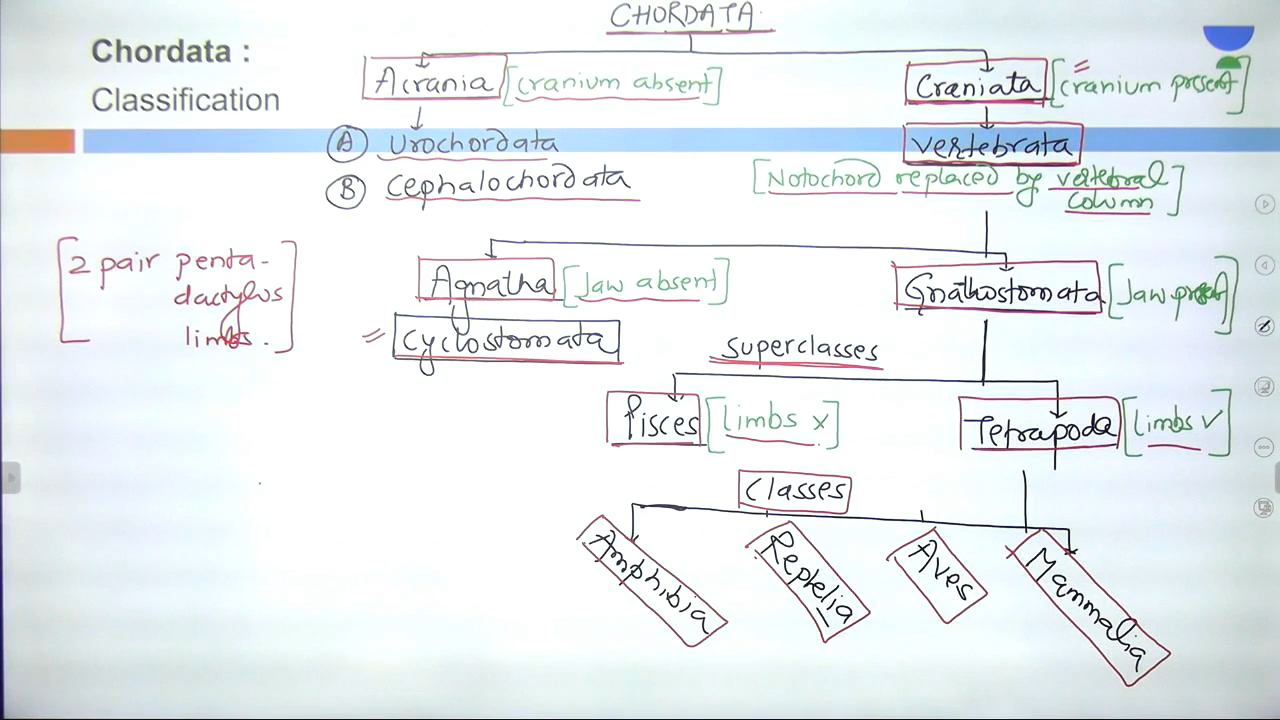 CHORDATA
Chordata :
Classification
Acrania [cranium absent]
Craniata [cranium present]
(A) Urochordata
(B) Cephalochordata
Vertebrata
[Notochord replaced by vertebral
column]
[2 pair penta-
dactylus
limbs.]
Agnatha [Jaw absent]
Gnathostomata [Jaw present]
= Cyclostomata
Superclasses
Pisces [limbs x]
Tetrapoda [limbs ✓]
Classes
Amphibia
Reptelia
Aves
Mammalia